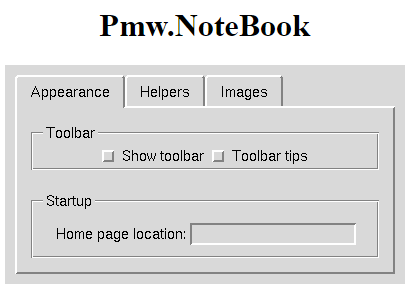 Pmw.NoteBook
Appearance Helpers Images
Toolbar
Show toolbar Toolbar tips
Startup
Home page location: